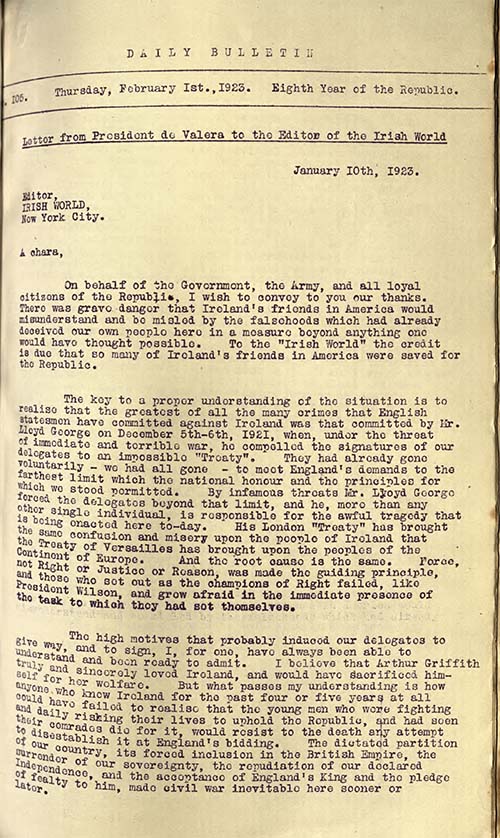 DAILY BULLETIN
. 105. Thursday, February 1st., 1923. Eighth Year of the Republic.
Letter from President de Valera to the Editor of the Irish World
January 10th, 1923.
Editor,
IRISH WORLD,
New York City.
A chara,
On behalf of the Government, the Army, and all loyal
citizens of the Republic, I wish to convey to you our thanks.
There was grave danger that Ireland's friends in America would
misunderstand and be misled by the falsehoods which had already
deceived our own people here in a measure beyond anything one
would have thought possible. To the "Irish World" the credit
is due that so many of Ireland's friends in America were saved for
the Republic.
The key to a proper understanding of the situation is to
realise that the greatest of all the many crimes that English
statesmen have committed against Ireland was that committed by Mr.
Lloyd George on December 5th-6th, 1921, when, under the threat
of immediate and terrible war, he compelled the signatures of our
delegates to an impossible "Treaty". They had already gone
voluntarily - we had all gone - to meet England's demands to the
farthest limit which the national honour and the principles for
which we stood permitted. By infamous threats Mr. Lloyd George
forced the delegates beyond that limit, and he, more than any
other single individual, is responsible for the awful tragedy that
is being enacted here to-day. His London "Treaty" has brought
the same confusion and misery upon the people of Ireland that
the Treaty of Versailles has brought upon the peoples of the
Continent of Europe. And the root cause is the same. Force,
not Right or Justice or Reason, was made the guiding principle,
and those who set out as the champions of Right failed, like
President Wilson, and grow afraid in the immediate presence of
the task to which they had set themselves.
The high motives that probably induced our delegates to
give way, and to sign, I, for one, have always been able to
understand and been ready to admit. I believe that Arthur Griffith
truly and sincerely loved Ireland, and would have sacrificed him-
self for her welfare. But what passes my understanding is how
anyone who knew Ireland for the past four or five years at all
could have failed to realise that the young men who were fighting
and daily risking their lives to uphold the Republic, and had seen
their comrades die for it, would resist to the death any attempt
to disestablish it at England's bidding. The dictated partition
of our country, its forced inclusion in the British Empire, the
surrender of our sovereignty, the repudiation of our declared
Independence, and the acceptance of England's King and the pledge
of fealty to him, made civil war inevitable here sooner or
later.